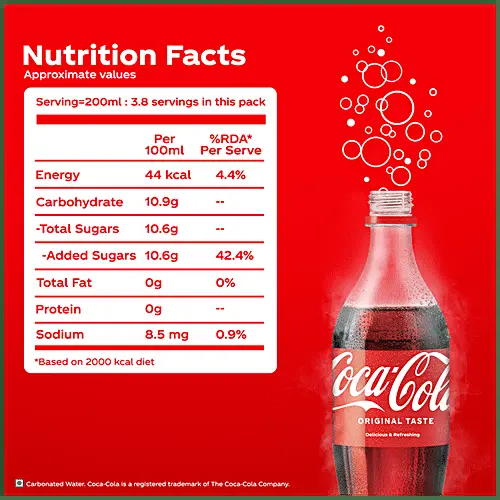 Nutrition Facts
Approximate values
Serving=200ml : 3.8 servings in this pack
Per 100ml %RDA* Per Serve
Energy 44 kcal 4.4%
Carbohydrate 10.9g --
-Total Sugars 10.6g --
-Added Sugars 10.6g 42.4%
Total Fat 0g 0%
Protein 0g --
Sodium 8.5 mg 0.9%
*Based on 2000 kcal diet
Coca-Cola
ORIGINAL TASTE
Delicious & Refreshing
Carbonated Water. Coca-Cola is a registered trademark of The Coca-Cola Company.